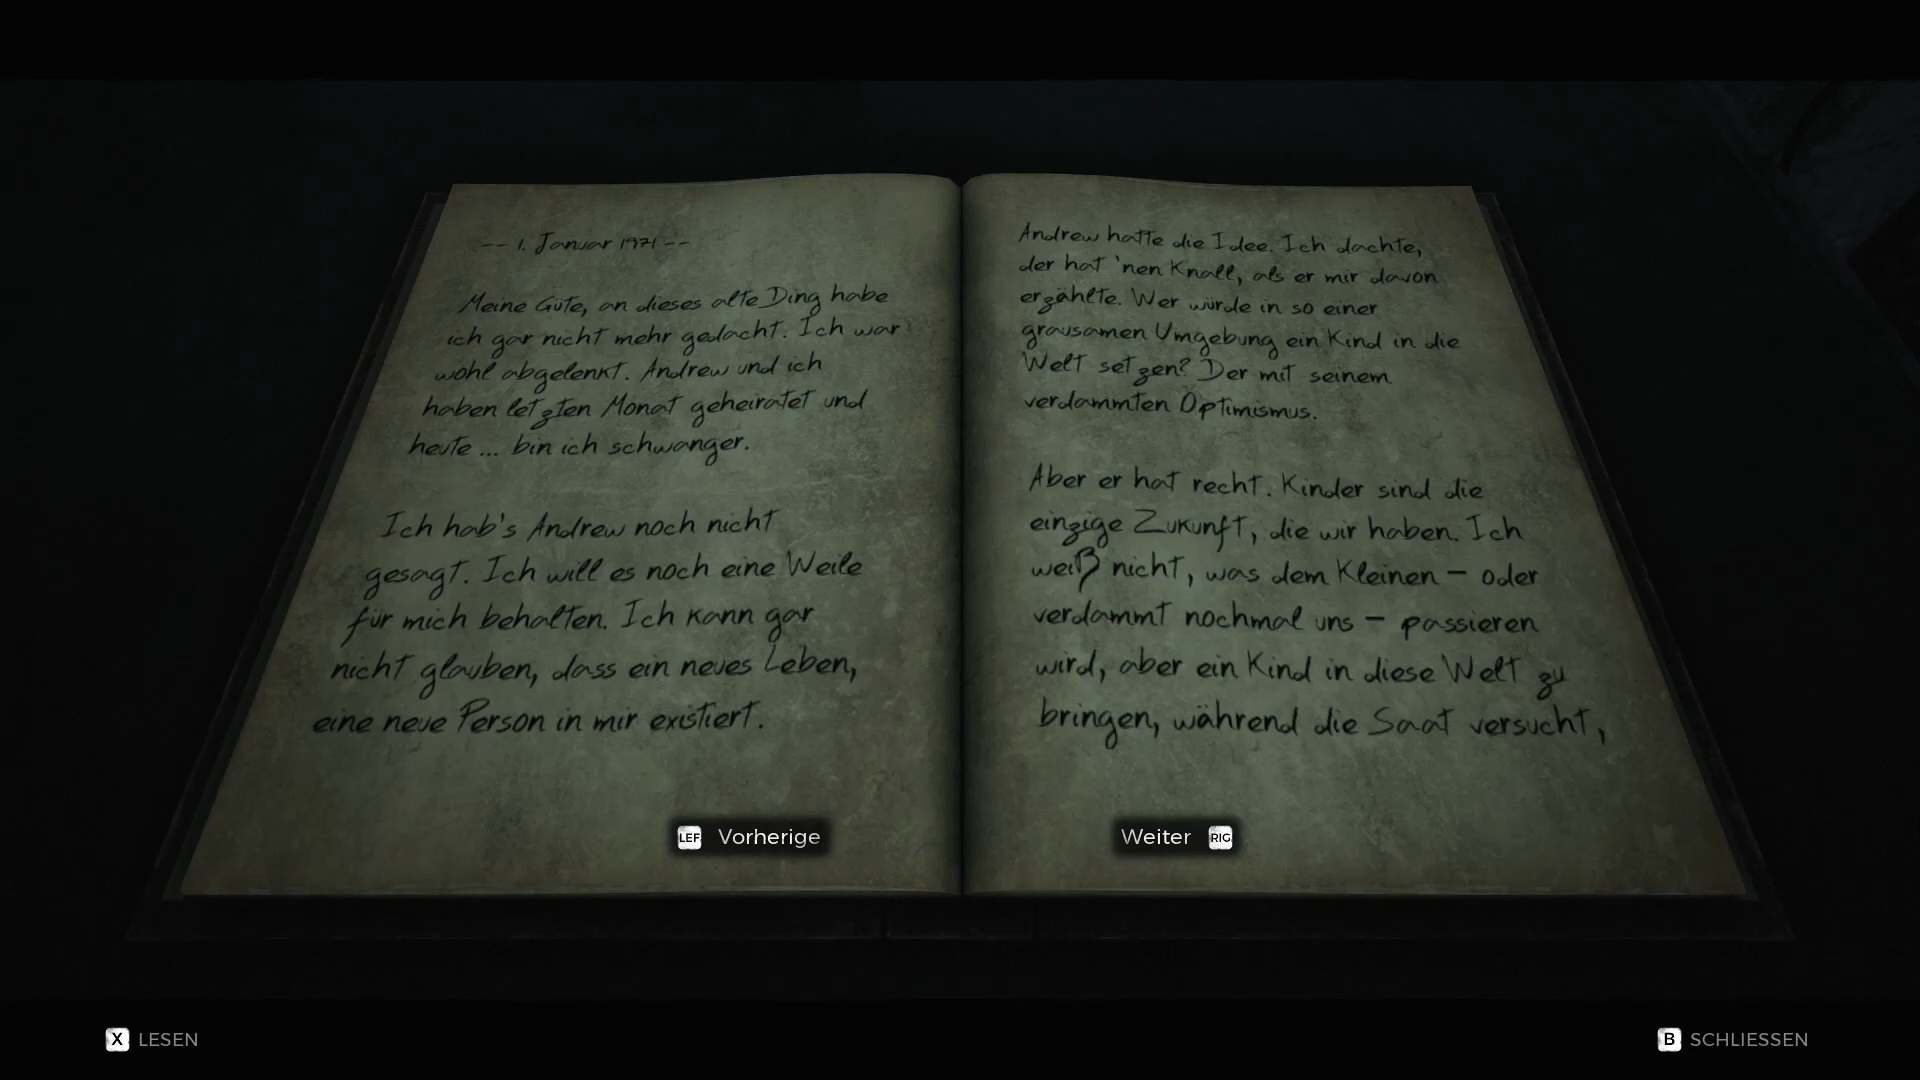 -- 1. Januar 1971 --
Meine Güte, an dieses alte Ding habe
ich gar nicht mehr gedacht. Ich war
wohl abgelenkt. Andrew und ich
haben letzten Monat geheiratet und
heute ... bin ich schwanger.
Ich hab's Andrew noch nicht
gesagt. Ich will es noch eine Weile
für mich behalten. Ich kann gar
nicht glauben, dass ein neues Leben,
eine neue Person in mir existiert.
Andrew hatte die Idee. Ich dachte,
der hat 'nen Knall, als er mir davon
erzählte. Wer würde in so einer
grausamen Umgebung ein Kind in die
Welt setzen? Der mit seinem
verdammten Optimismus.
Aber er hat recht. Kinder sind die
einzige Zukunft, die wir haben. Ich
weiß nicht, was dem Kleinen – oder
verdammt nochmal uns – passieren
wird, aber ein Kind in diese Welt zu
bringen, während die Saat versucht,
LEF Vorherige
Weiter RIG
X LESEN
B SCHLIESSEN